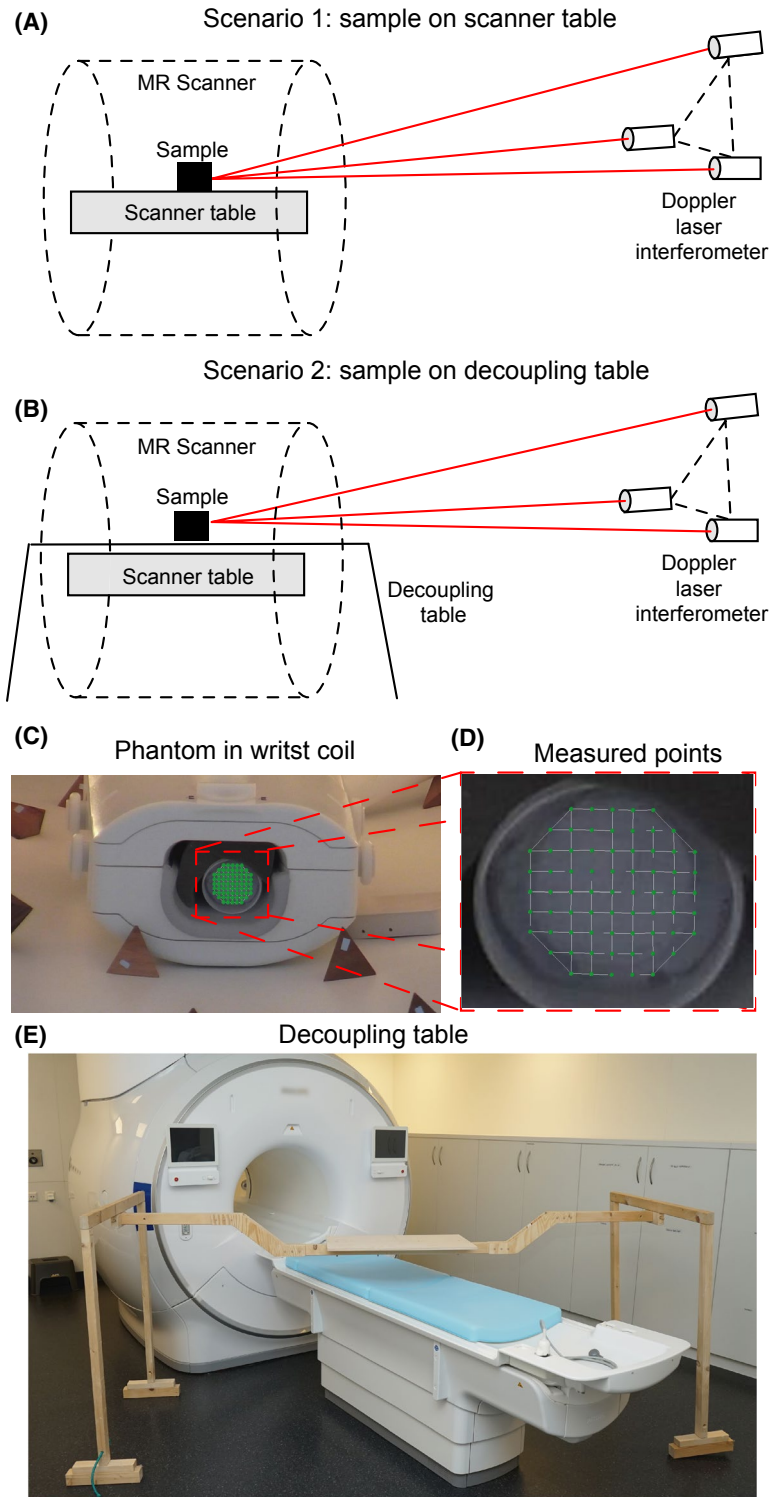 (A)
Scenario 1: sample on scanner table
MR Scanner
Sample
Scanner table
Doppler
laser
interferometer
Scenario 2: sample on decoupling table
(B)
MR Scanner
Sample
Scanner table
Decoupling
table
Doppler
laser
interferometer
(C)
Phantom in writst coil
(D)
Measured points
(E)
Decoupling table